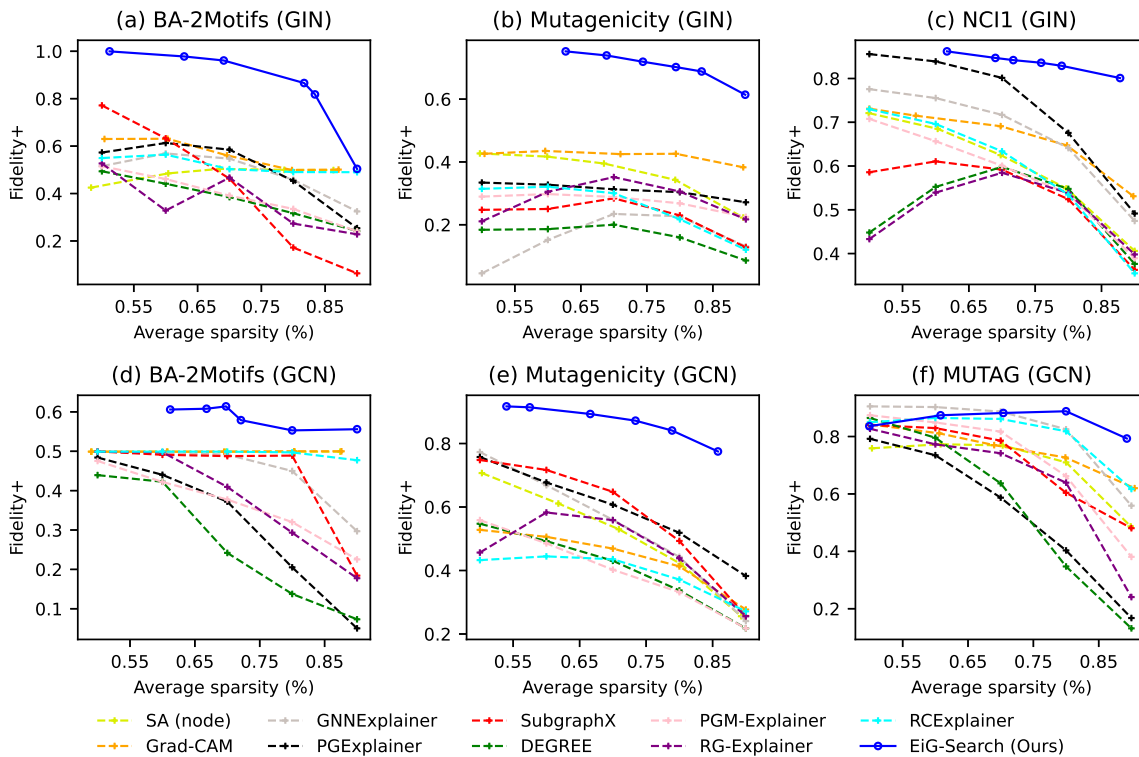 (a) BA-2Motifs (GIN)
(b) Mutagenicity (GIN)
(c) NCI1 (GIN)
Fidelity+
1.0
0.8
0.6
0.4
0.2
0.55 0.65 0.75 0.85
Average sparsity (%)
Fidelity+
0.6
0.4
0.2
0.55 0.65 0.75 0.85
Average sparsity (%)
Fidelity+
0.8
0.7
0.6
0.5
0.4
0.55 0.65 0.75 0.85
Average sparsity (%)
(d) BA-2Motifs (GCN)
(e) Mutagenicity (GCN)
(f) MUTAG (GCN)
Fidelity+
0.6
0.5
0.4
0.3
0.2
0.1
0.55 0.65 0.75 0.85
Average sparsity (%)
Fidelity+
0.8
0.6
0.4
0.2
0.55 0.65 0.75 0.85
Average sparsity (%)
Fidelity+
0.8
0.6
0.4
0.2
0.55 0.65 0.75 0.85
Average sparsity (%)
SA (node)
Grad-CAM
GNNExplainer
PGExplainer
SubgraphX
DEGREE
PGM-Explainer
RG-Explainer
RCExplainer
EiG-Search (Ours)